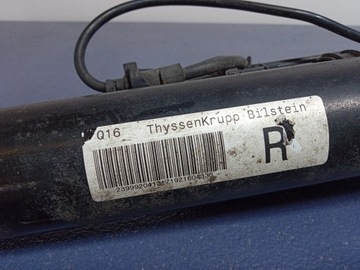 Q16 ThyssenKrupp Bilstein
R